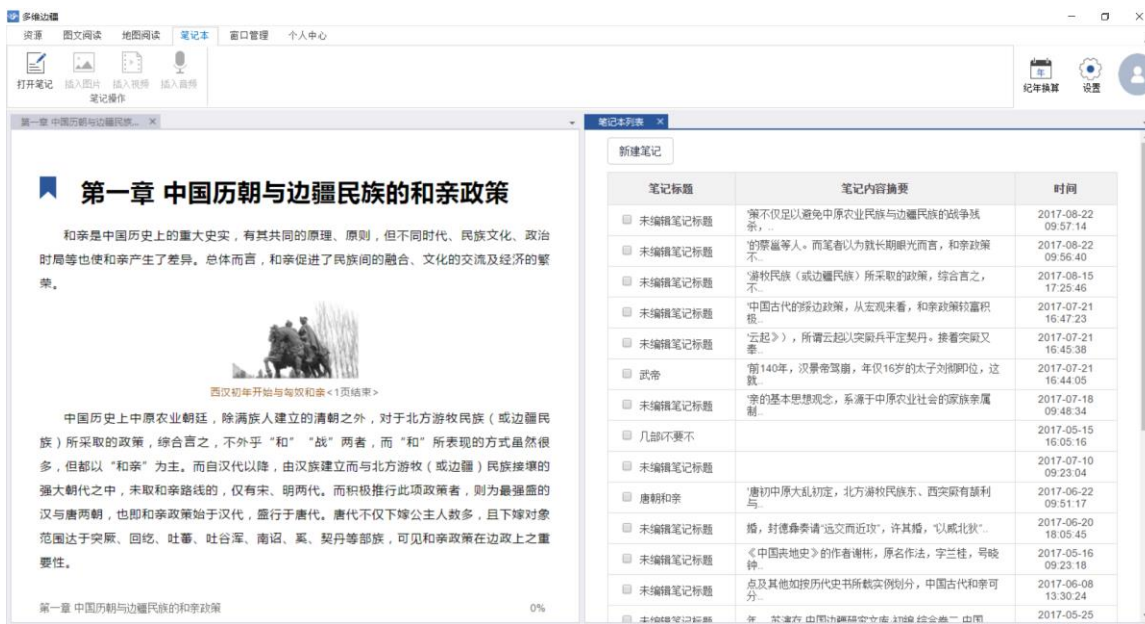 多维边疆
资源 图文阅读 地图阅读 笔记本 窗口管理 个人中心
打开笔记 插入图片 插入视频 插入音频
笔记操作
年
纪年换算 设置
第一章 中国历朝与边疆民族... ×
笔记本列表 ×
第一章 中国历朝与边疆民族的和亲政策
和亲是中国历史上的重大史实，有其共同的原理、原则，但不同时代、民族文化、政治
时局等也使和亲产生了差异。总体而言，和亲促进了民族间的融合、文化的交流及经济的繁
荣。
西汉初年开始与匈奴和亲<1页结束>
中国历史上中原农业朝廷，除满族人建立的清朝之外，对于北方游牧民族（或边疆民
族）所采取的政策，综合言之，不外乎“和”“战”两者，而“和”所表现的方式虽然很
多，但都以“和亲”为主。而自汉代以降，由汉族建立而与北方游牧（或边疆）民族接壤的
强大朝代之中，未取和亲路线的，仅有宋、明两代。而积极推行此项政策者，则为最强盛的
汉与唐两朝，也即和亲政策始于汉代，盛行于唐代。唐代不仅下嫁公主人数多，且下嫁对象
范围达于突厥、回纥、吐蕃、吐谷浑、南诏、奚、契丹等部族，可见和亲政策在边政上之重
要性。
第一章 中国历朝与边疆民族的和亲政策 0%
新建笔记
笔记标题 笔记内容摘要 时间
未编辑笔记标题 '策不仅足以避免中原农业民族与边疆民族的战争残
杀，.. 2017-08-22
09:57:14
未编辑笔记标题 '的蔡邕等人。而笔者以为就长期眼光而言，和亲政策
不.. 2017-08-22
09:56:40
未编辑笔记标题 '游牧民族（或边疆民族）所采取的政策，综合言之，
不.. 2017-08-15
17:25:46
未编辑笔记标题 '中国古代的绥边政策，从宏观来看，和亲政策较富积
极.. 2017-07-21
16:47:23
未编辑笔记标题 '云起》），所谓云起以突厥兵平定契丹。接着突厥又
奉.. 2017-07-21
16:45:38
武帝 '前140年，汉景帝驾崩，年仅16岁的太子刘彻即位，这
就.. 2017-07-21
16:44:05
未编辑笔记标题 '亲的基本思想观念，系源于中原农业社会的家族亲属
制.. 2017-07-18
09:48:34
几部不要不 2017-05-15
16:05:16
未编辑笔记标题 2017-07-10
09:23:04
唐朝和亲 '唐初中原大乱初定，北方游牧民族东、西突厥有颉利
与.. 2017-06-22
09:51:17
未编辑笔记标题 婚，封德彝奏请“远交而近攻”，许其婚，“以威北狄”..
2017-06-20
18:05:45
未编辑笔记标题 《中国丧地史》的作者谢彬，原名作法，字兰桂，号晓
钟.. 2017-05-16
09:23:18
未编辑笔记标题 点及其他如按历代史书所载实例划分，中国古代和亲可
分.. 2017-06-08
13:30:24
2017-05-25